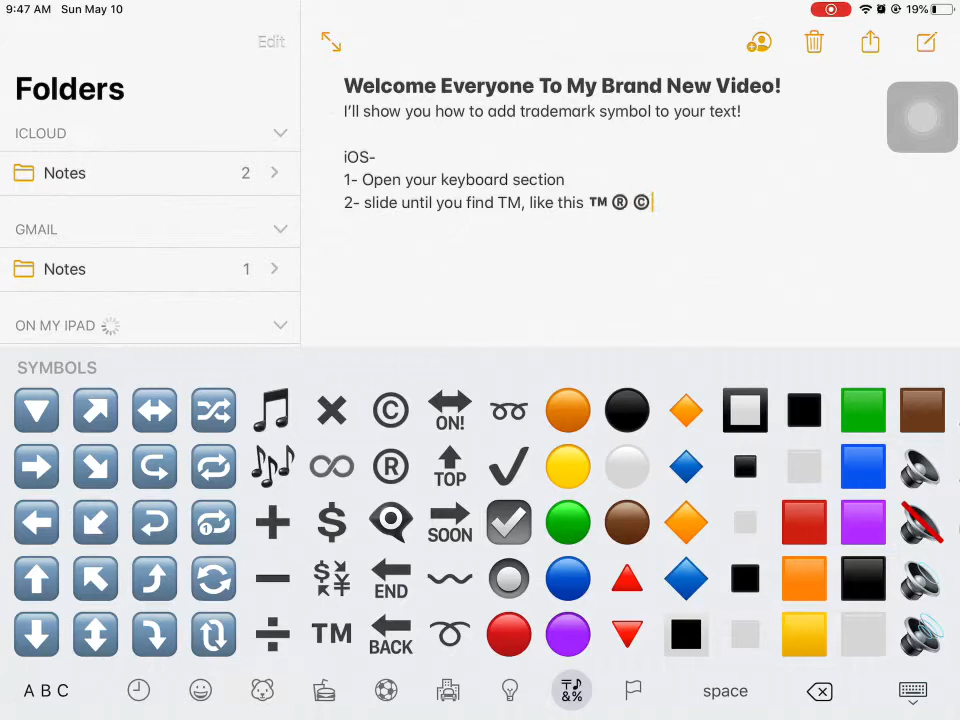 9:47 AM Sun May 10
19%
Edit
Folders
ICLOUD
Notes 2
GMAIL
Notes 1
ON MY IPAD
Welcome Everyone To My Brand New Video!
I'll show you how to add trademark symbol to your text!
iOS-
1- Open your keyboard section
2- slide until you find TM, like this ™ ® ©
SYMBOLS
©
ON!
®
TOP
$
SOON
$ ¥
END
TM
BACK
A B C
&%
space